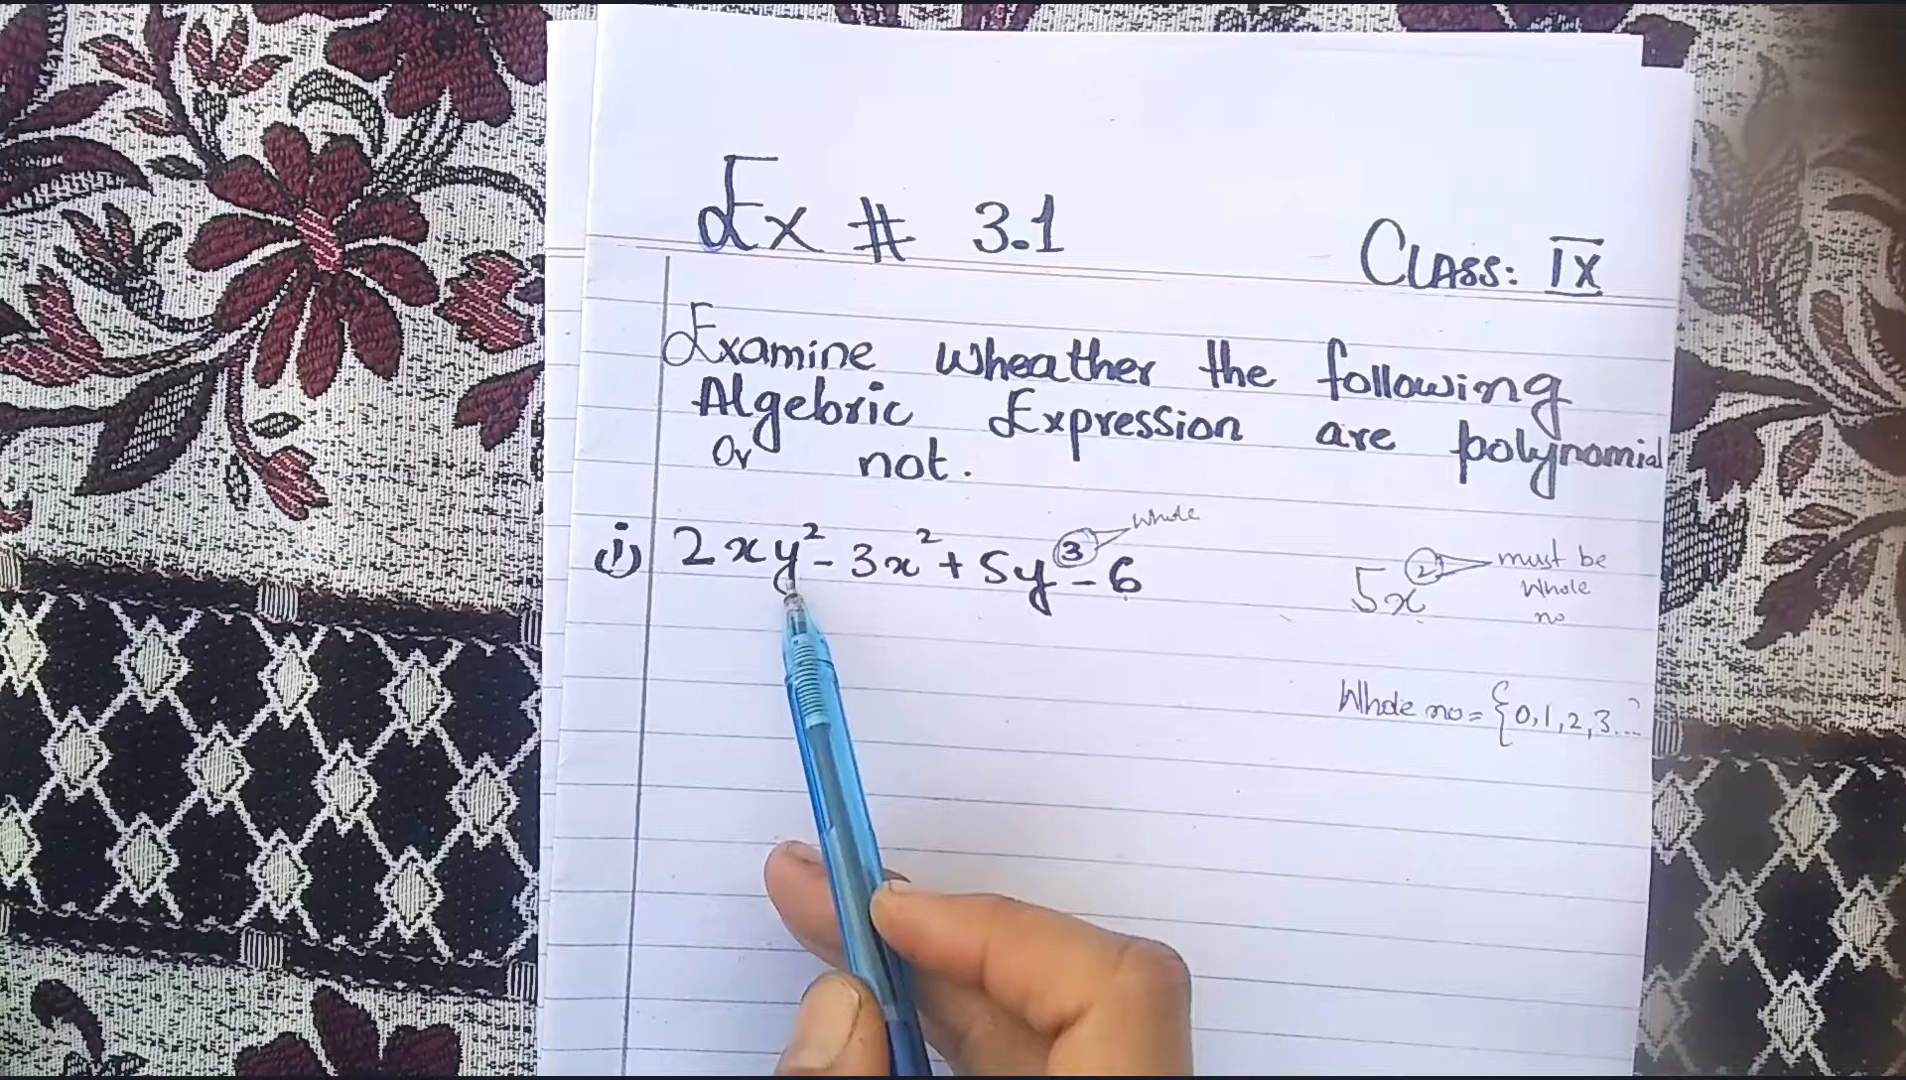 Ex # 3.1
CLASS: IX
Examine wheather the following
Algebric Expression are polynomial
Or not.
(i) 2xy² - 3x² + 5y³ - 6
Whole
5x² must be
Whole
no
Whole no = {0,1,2,3...